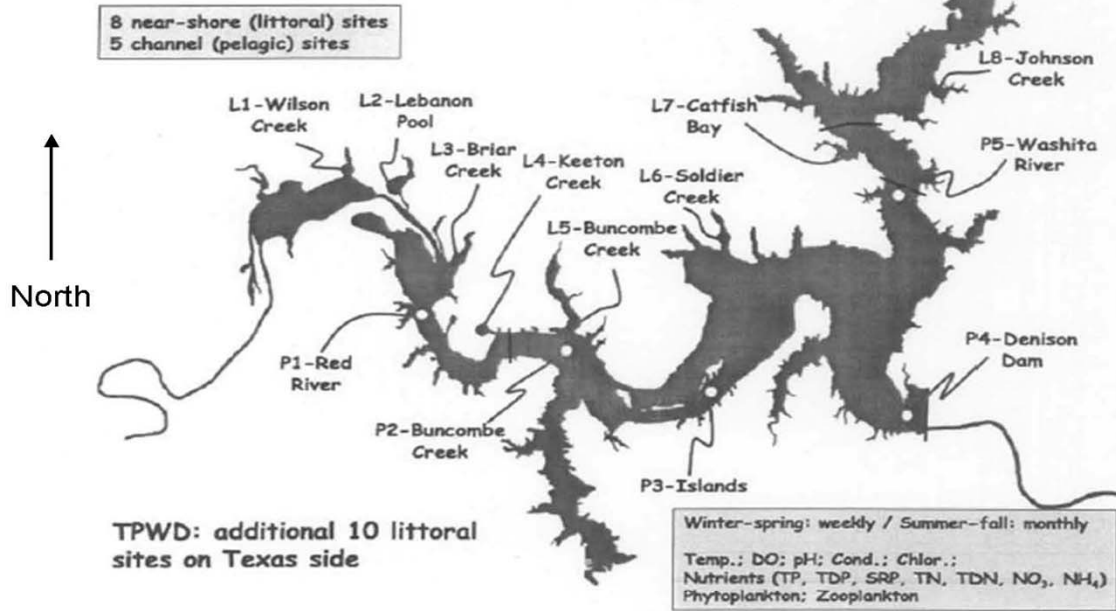 8 near-shore (littoral) sites
5 channel (pelagic) sites
North
L1-Wilson
Creek
L2-Lebanon
Pool
L3-Briar
Creek
L4-Keeton
Creek
L5-Buncombe
Creek
L6-Soldier
Creek
L7-Catfish
Bay
L8-Johnson
Creek
P5-Washita
River
P1-Red
River
P2-Buncombe
Creek
P3-Islands
P4-Denison
Dam
TPWD: additional 10 littoral
sites on Texas side
Winter-spring: weekly / Summer-fall: monthly
Temp.; DO; pH; Cond.; Chlor.;
Nutrients (TP, TDP, SRP, TN, TDN, NO₃, NH₄)
Phytoplankton; Zooplankton